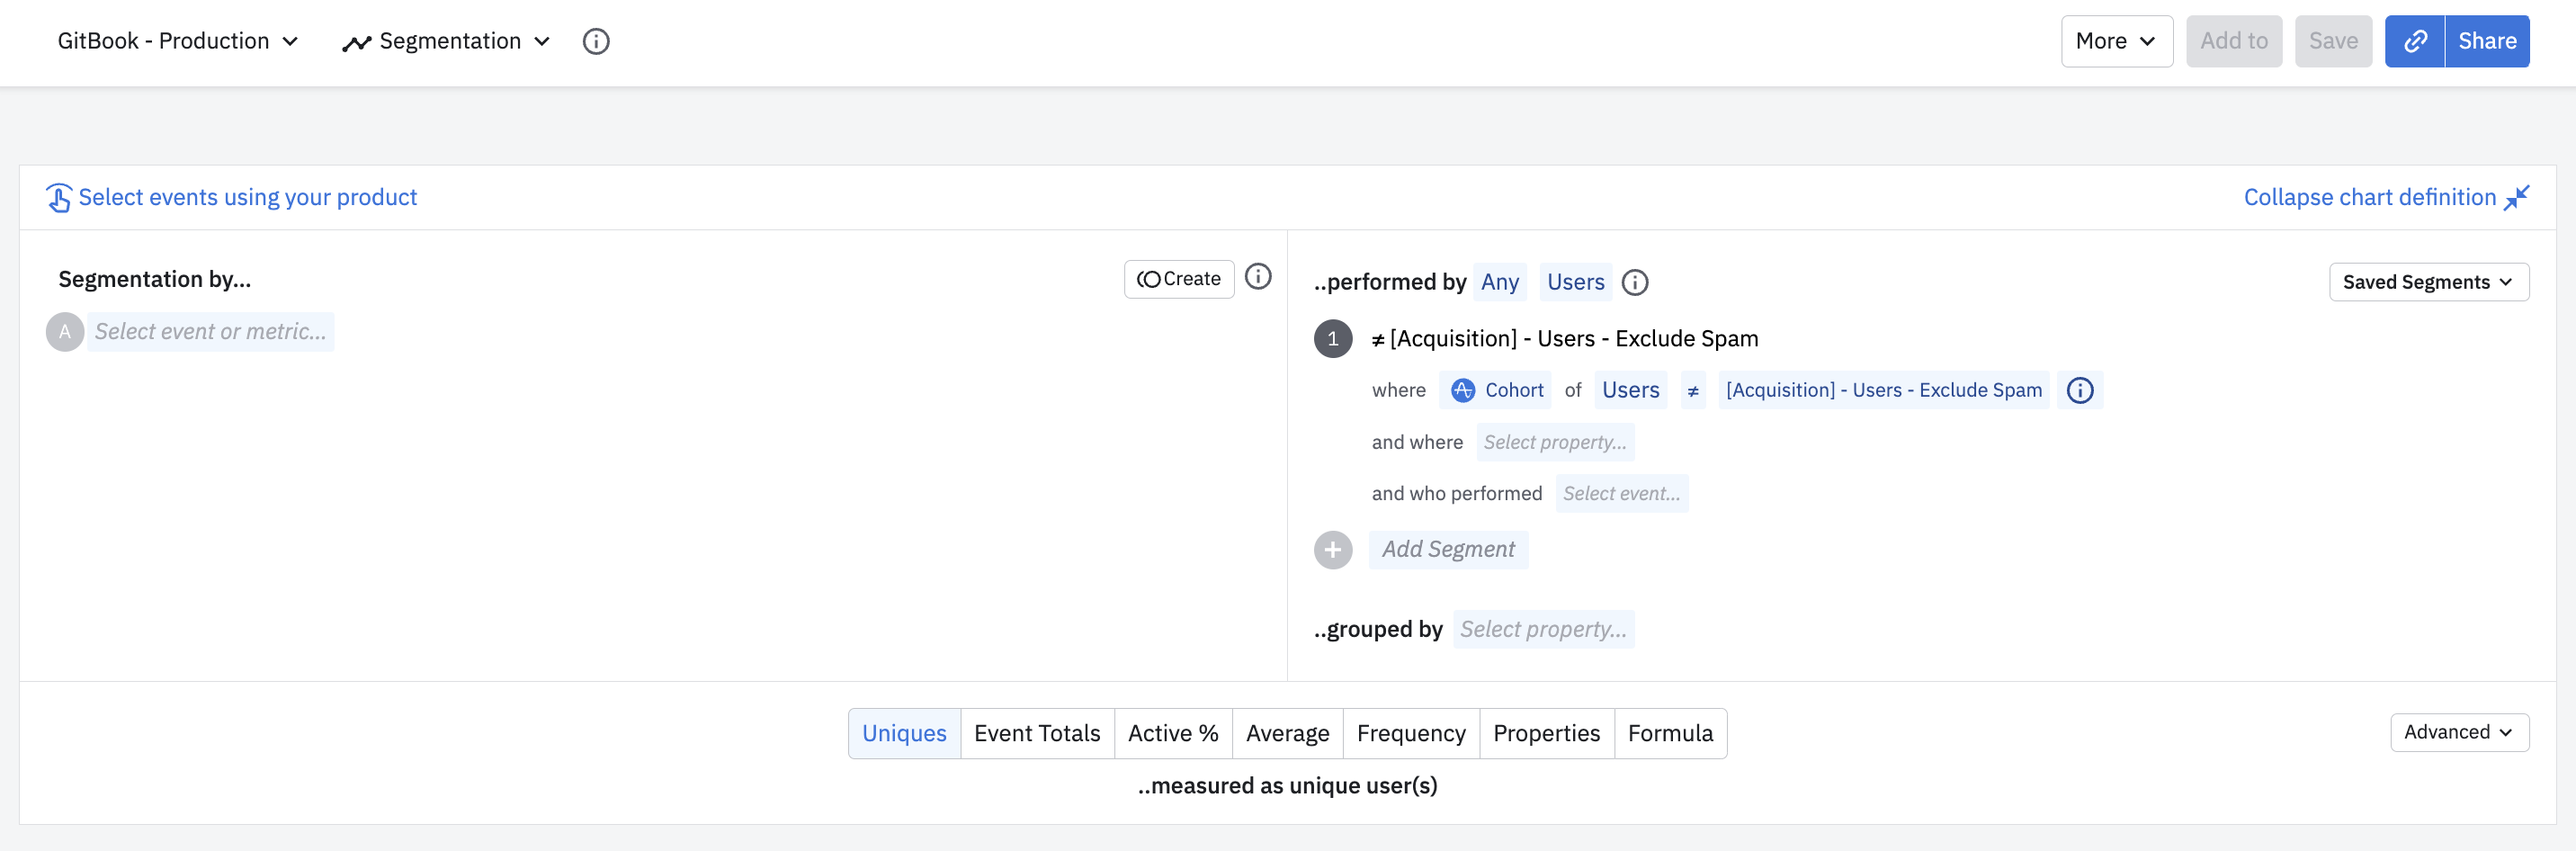 GitBook - Production Segmentation More Add to Save Share
Select events using your product Collapse chart definition
Segmentation by... Create
A Select event or metric...
..performed by Any Users Saved Segments
1 ≠ [Acquisition] - Users - Exclude Spam
where Cohort of Users ≠ [Acquisition] - Users - Exclude Spam
and where Select property...
and who performed Select event...
+ Add Segment
..grouped by Select property...
Uniques Event Totals Active % Average Frequency Properties Formula Advanced
..measured as unique user(s)